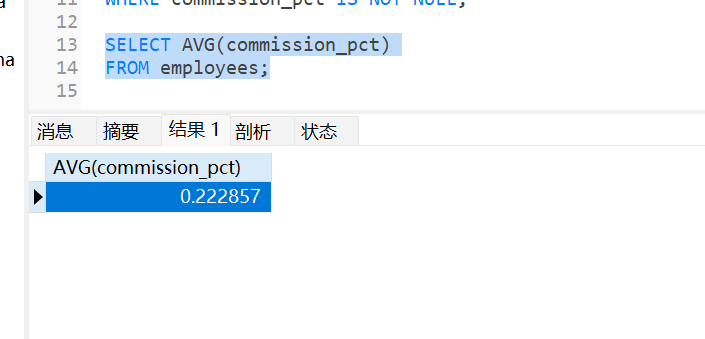 11 WHERE commission_pct IS NOT NULL;
12
13 SELECT AVG(commission_pct)
14 FROM employees;
15
消息 摘要 结果 1 剖析 状态
AVG(commission_pct)
0.222857